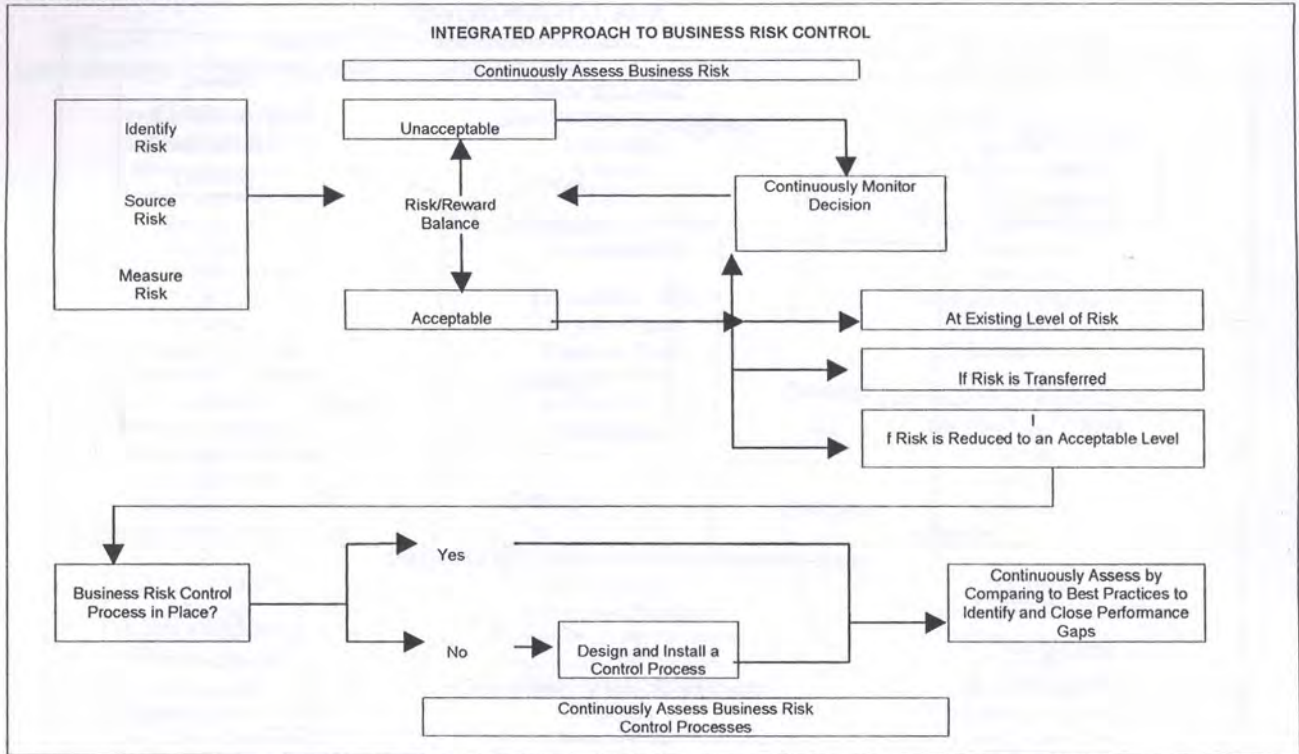 INTEGRATED APPROACH TO BUSINESS RISK CONTROL
Continuously Assess Business Risk
Identify
Risk
Source
Risk
Measure
Risk
Unacceptable
Risk/Reward
Balance
Acceptable
Continuously Monitor
Decision
At Existing Level of Risk
If Risk is Transferred
I
f Risk is Reduced to an Acceptable Level
Business Risk Control
Process in Place?
Yes
No
Design and Install a
Control Process
Continuously Assess by
Comparing to Best Practices to
Identify and Close Performance
Gaps
Continuously Assess Business Risk
Control Processes